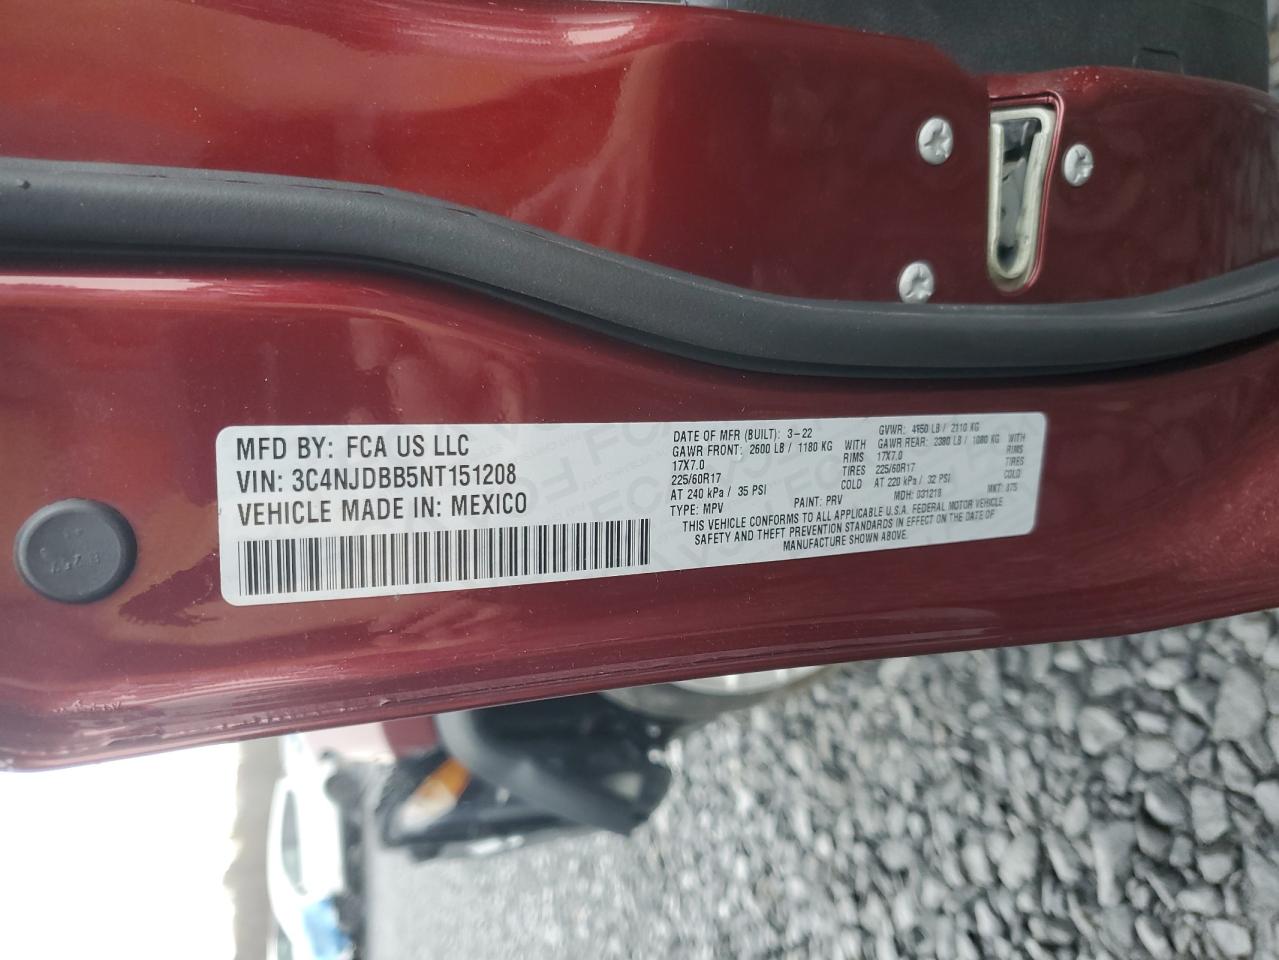 MFD BY: FCA US LLC
VIN: 3C4NJDBB5NT151208
VEHICLE MADE IN: MEXICO
DATE OF MFR (BUILT): 3-22
GVWR: 4650 LB / 2110 KG
GAWR FRONT: 2600 LB / 1180 KG WITH
GAWR REAR: 2380 LB / 1080 KG WITH
17X7.0 RIMS
17X7.0 RIMS
225/60R17 TIRES
225/60R17 TIRES
AT 240 kPa / 35 PSI COLD
AT 220 kPa / 32 PSI COLD
TYPE: MPV PAINT: PRV MDH: 031218 MKT: 875
THIS VEHICLE CONFORMS TO ALL APPLICABLE U.S.A. FEDERAL MOTOR VEHICLE
SAFETY AND THEFT PREVENTION STANDARDS IN EFFECT ON THE DATE OF
MANUFACTURE SHOWN ABOVE.